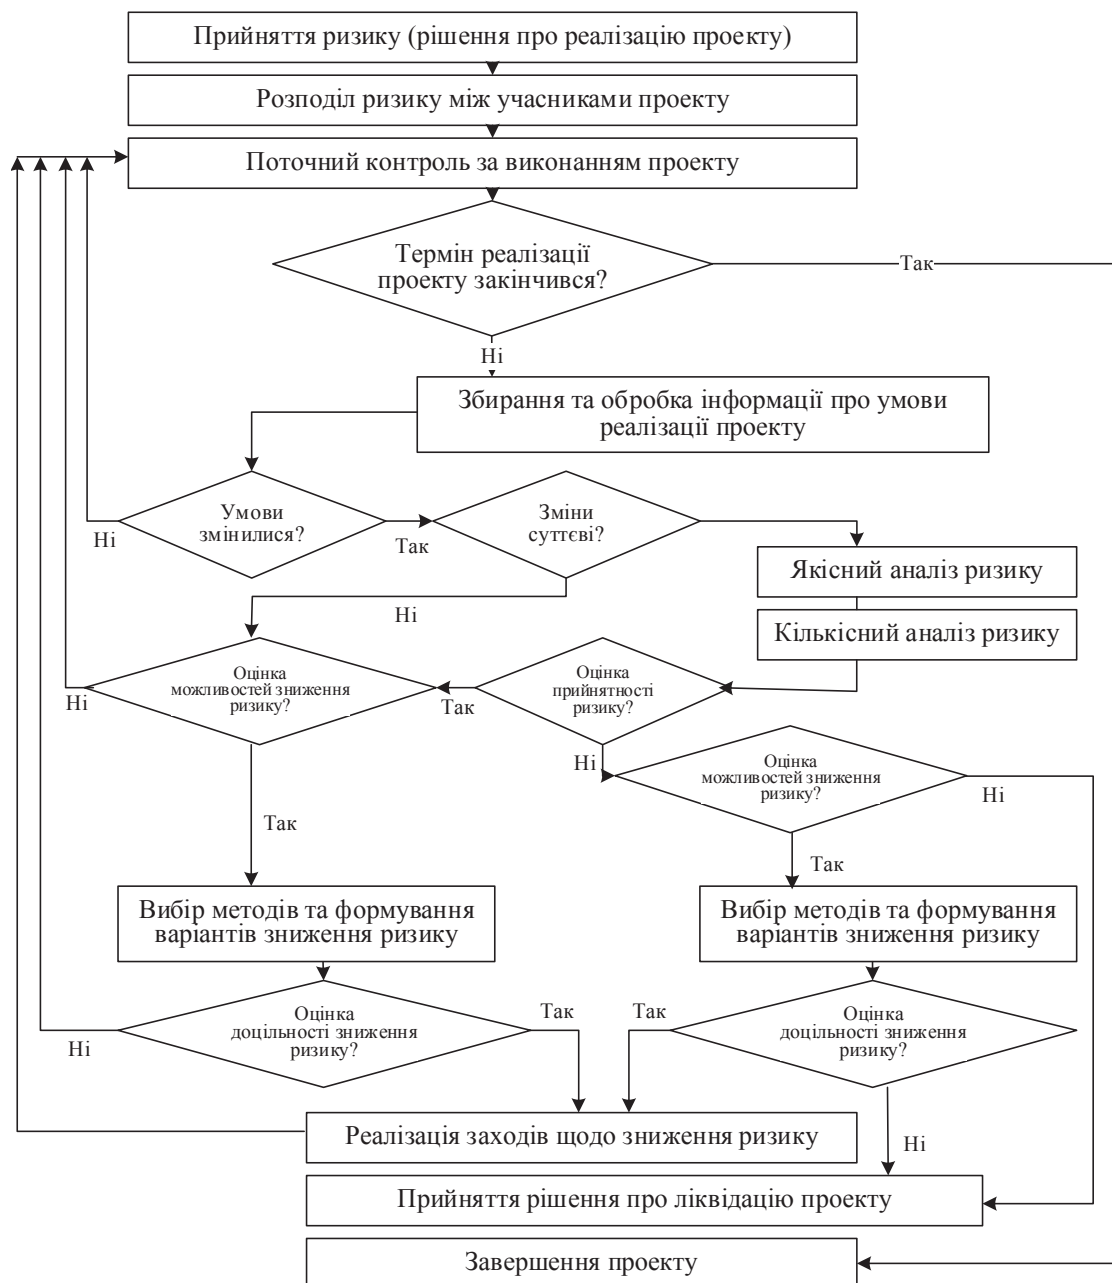 Прийняття ризику (рішення про реалізацію проекту)
Розподіл ризику між учасниками проекту
Поточний контроль за виконанням проекту
Термін реалізації
проекту закінчився?
Так
Ні
Збирання та обробка інформації про умови
реалізації проекту
Умови
змінилися?
Ні
Так
Зміни
суттєві?
Якісний аналіз ризику
Ні
Кількісний аналіз ризику
Оцінка
можливостей зниження
ризику?
Ні
Так
Оцінка
прийнятності
ризику?
Ні
Оцінка
можливостей зниження
ризику?
Ні
Так
Так
Вибір методів та формування
варіантів зниження ризику
Вибір методів та формування
варіантів зниження ризику
Оцінка
доцільності зниження
ризику?
Ні
Так
Так
Оцінка
доцільності зниження
ризику?
Реалізація заходів щодо зниження ризику
Ні
Прийняття рішення про ліквідацію проекту
Завершення проекту